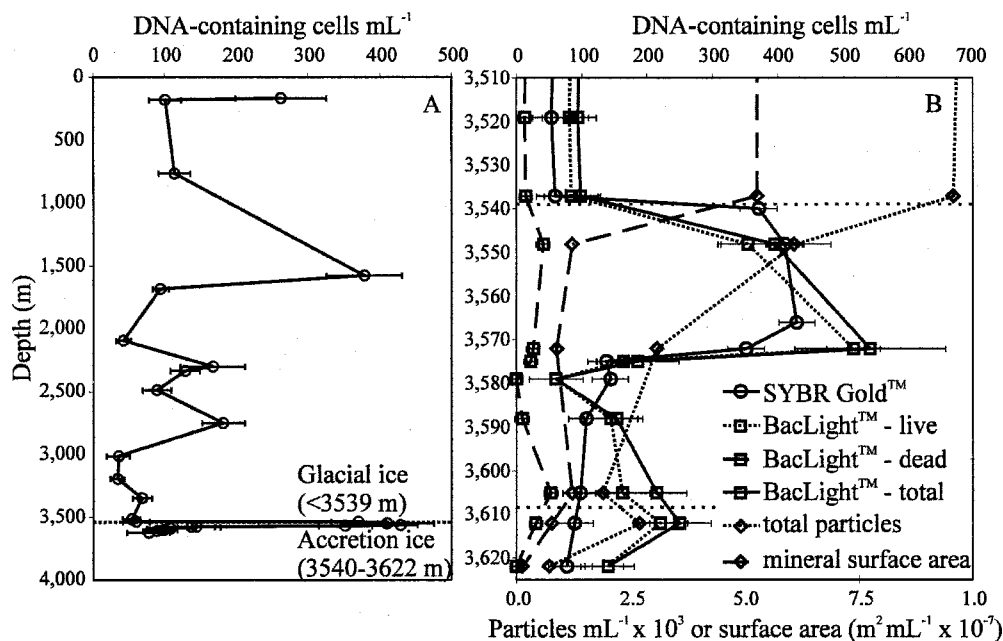 DNA-containing cells mL⁻¹
0 100 200 300 400 500
A
Depth (m)
0
500
1,000
1,500
2,000
2,500
3,000
3,500
4,000
Glacial ice
(<3539 m)
Accretion ice
(3540-3622 m)
DNA-containing cells mL⁻¹
0 100 200 300 400 500 600 700
B
3,510
3,520
3,530
3,540
3,550
3,560
3,570
3,580
3,590
3,600
3,610
3,620
SYBR Gold™
BacLight™ - live
BacLight™ - dead
BacLight™ - total
total particles
mineral surface area
0.0 2.5 5.0 7.5 1.0
Particles mL⁻¹ x 10³ or surface area (m² mL⁻¹ x 10⁻⁷)